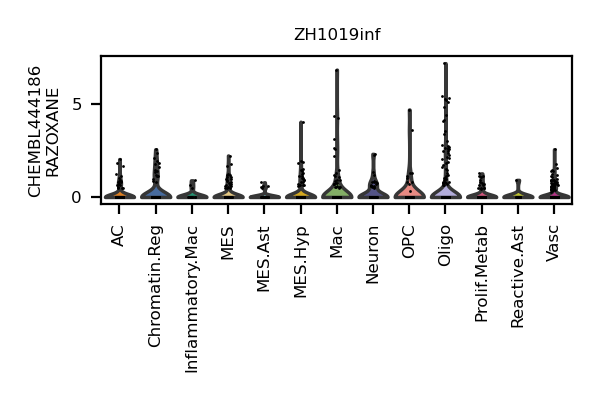 ZH1019inf
CHEMBL444186
RAZOXANE
5
0
AC
Chromatin.Reg
Inflammatory.Mac
MES
MES.Ast
MES.Hyp
Mac
Neuron
OPC
Oligo
Prolif.Metab
Reactive.Ast
Vasc